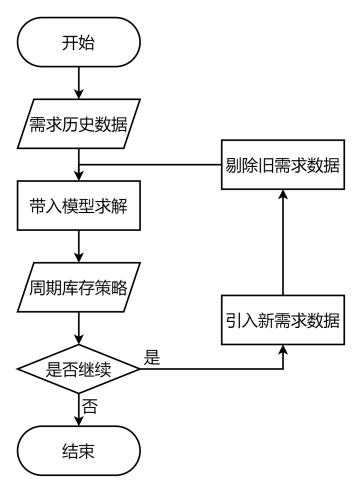 开始
需求历史数据
剔除旧需求数据
带入模型求解
周期库存策略
引入新需求数据
是否继续
是
否
结束